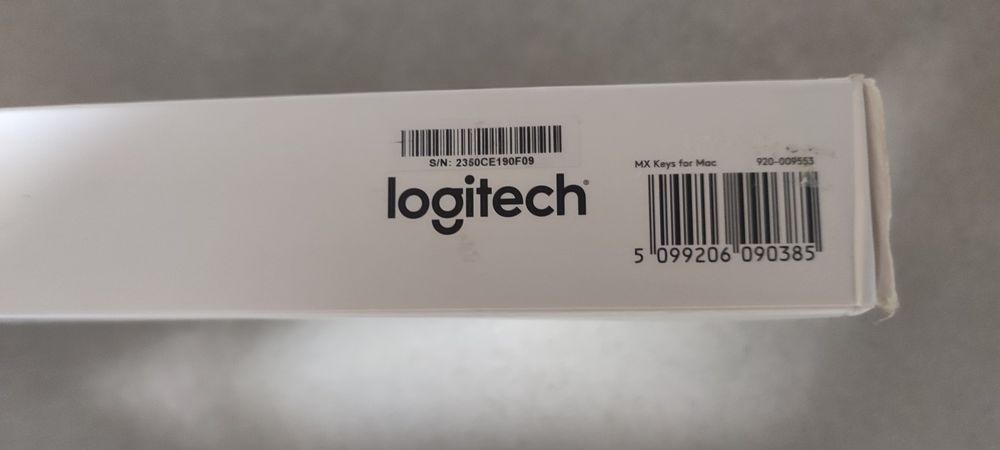 S/N: 2350CE190F09
logitech
MX Keys for Mac 920-009553
5 099206 090385